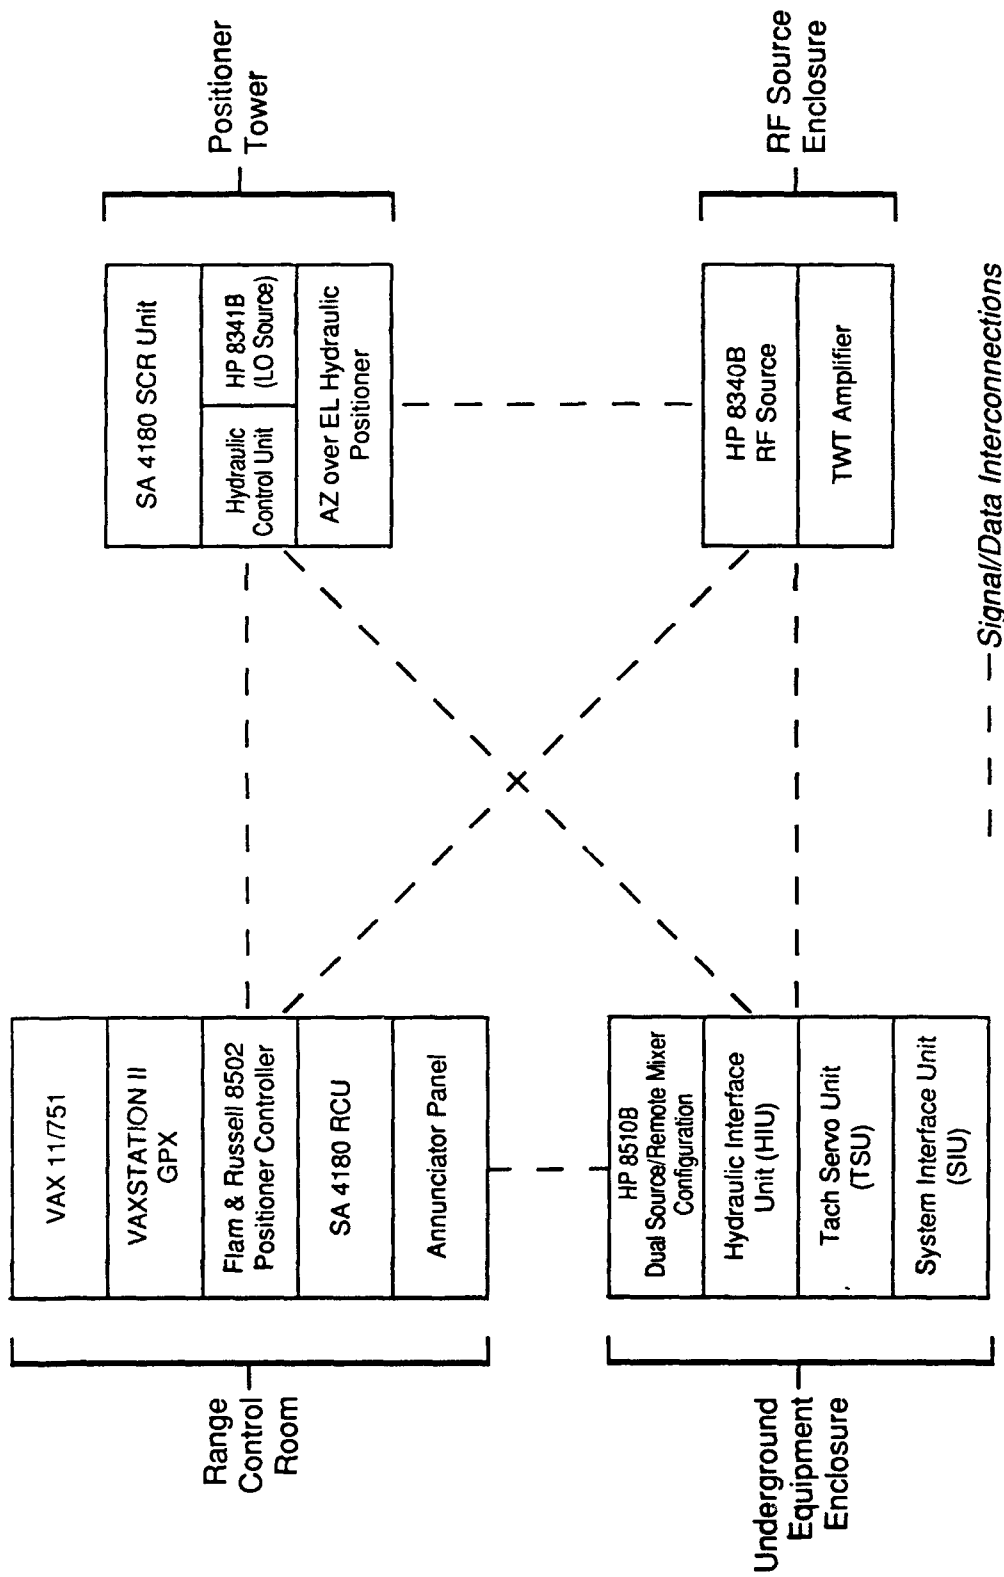 Range
Control
Room
VAX 11/751
VAXSTATION II
GPX
Flam & Russell 8502
Positioner Controller
SA 4180 RCU
Annunciator Panel
SA 4180 SCR Unit
Hydraulic
Control Unit
HP 8341B
(LO Source)
AZ over EL Hydraulic
Positioner
Positioner
Tower
Underground
Equipment
Enclosure
HP 8510B
Dual Source/Remote Mixer
Configuration
Hydraulic Interface
Unit (HIU)
Tach Servo Unit
(TSU)
System Interface Unit
(SIU)
HP 8340B
RF Source
TWT Amplifier
RF Source
Enclosure
Signal/Data Interconnections